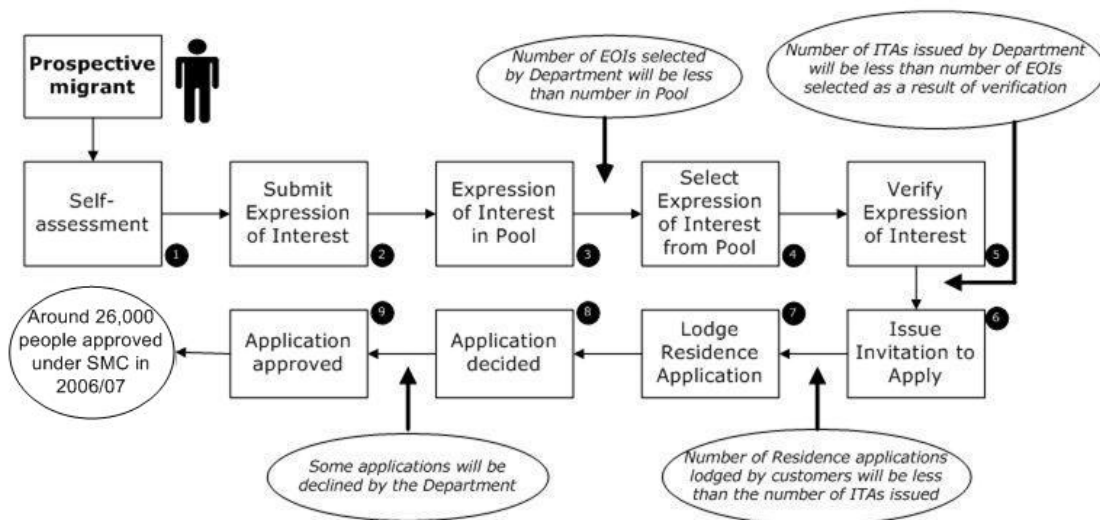 Prospective
migrant
Number of EOIs selected
by Department will be less
than number in Pool
Number of ITAs issued by Department
will be less than number of EOIs
selected as a result of verification
Self-
assessment
1
Submit
Expression
of Interest
2
Expression
of Interest
in Pool
3
Select
Expression
of Interest
from Pool
4
Verify
Expression
of Interest
5
Issue
Invitation to
Apply
6
Lodge
Residence
Application
7
Application
decided
8
Application
approved
9
Around 26,000
people approved
under SMC in
2006/07
Some applications will be
declined by the Department
Number of Residence applications
lodged by customers will be less
than the number of ITAs issued